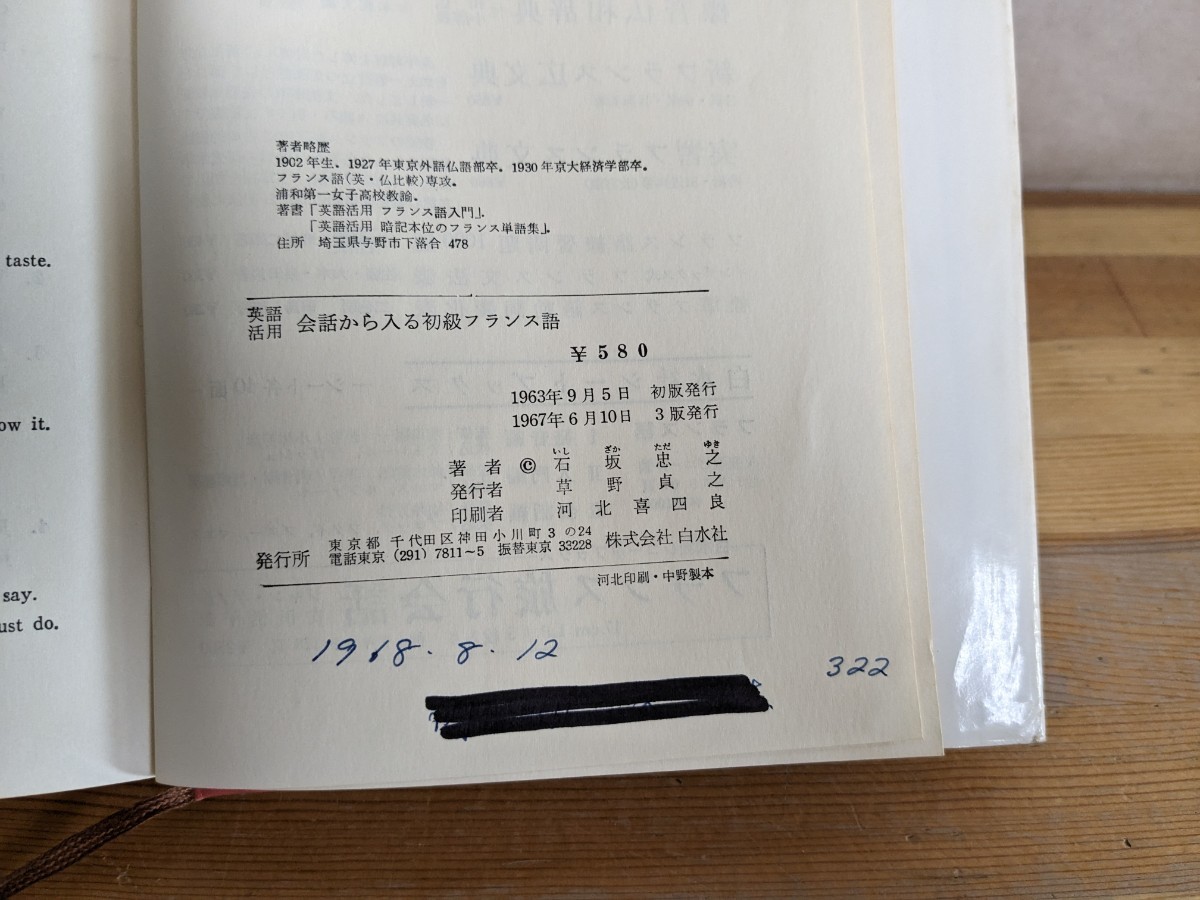 taste.
ow it.
say.
ust do.
著者略歴
1902年生、1927年東京外語仏語部卒。1930年京大経済学部卒。
フランス語(英・仏比較)専攻。
浦和第一女子高校教諭。
著書「英語活用 フランス語入門」.
「英語活用 暗記本位のフランス単語集」.
住所 埼玉県与野市下落合 478
英語活用 会話から入る初級フランス語
¥580
1963年9月5日 初版発行
1967年6月10日 3版発行
著者 © 石坂忠之
いし ざか ただ ゆき
発行者 草野貞之
印刷者 河北喜四良
発行所 東京都 千代田区神田小川町3の24 株式会社 白水社
電話東京 (291) 7811~5 振替東京 33228
河北印刷・中野製本
8. 12
322